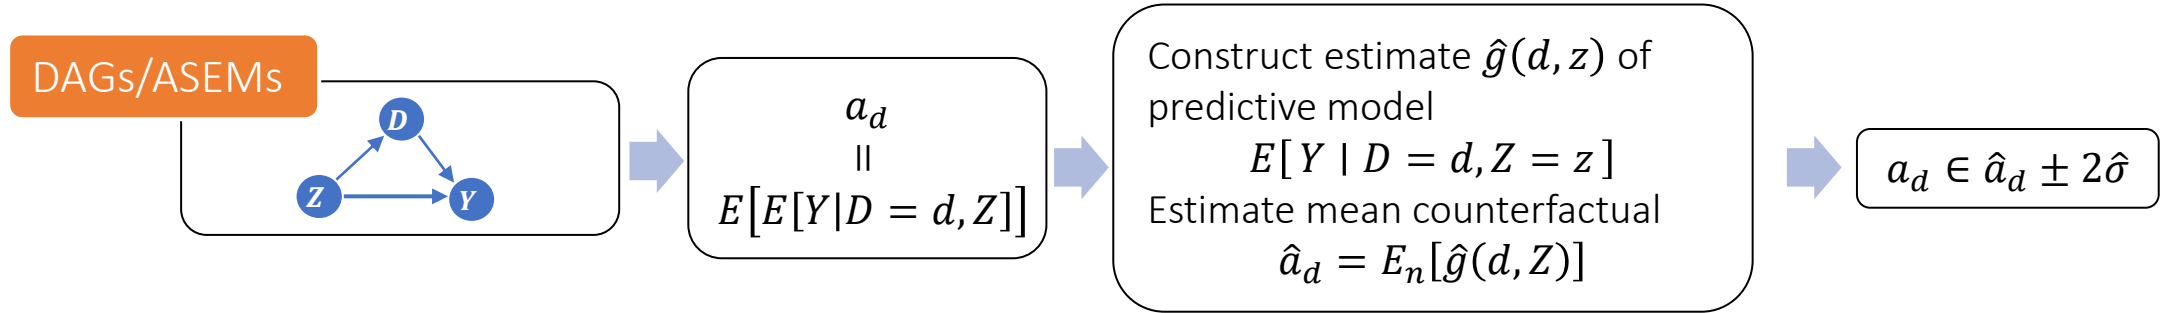 DAGs/ASEMs
D
Z
Y
a_d
=
E[E[Y|D = d, Z]]
Construct estimate ĝ(d, z) of
predictive model
E[ Y | D = d, Z = z ]
Estimate mean counterfactual
â_d = E_n[ĝ(d, Z)]
a_d ∈ â_d ± 2σ̂